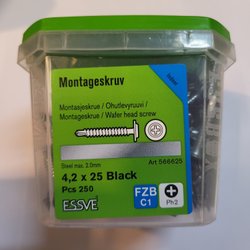 Montageskruv
Montasjeskrue / Ohutlevyruuvi /
Montageskrue / Wafer head screw
Steel max. 2.0mm
Art 566625
4,2 x 25 Black
Pcs 250
ESSVE
FZB
C1
Ph2